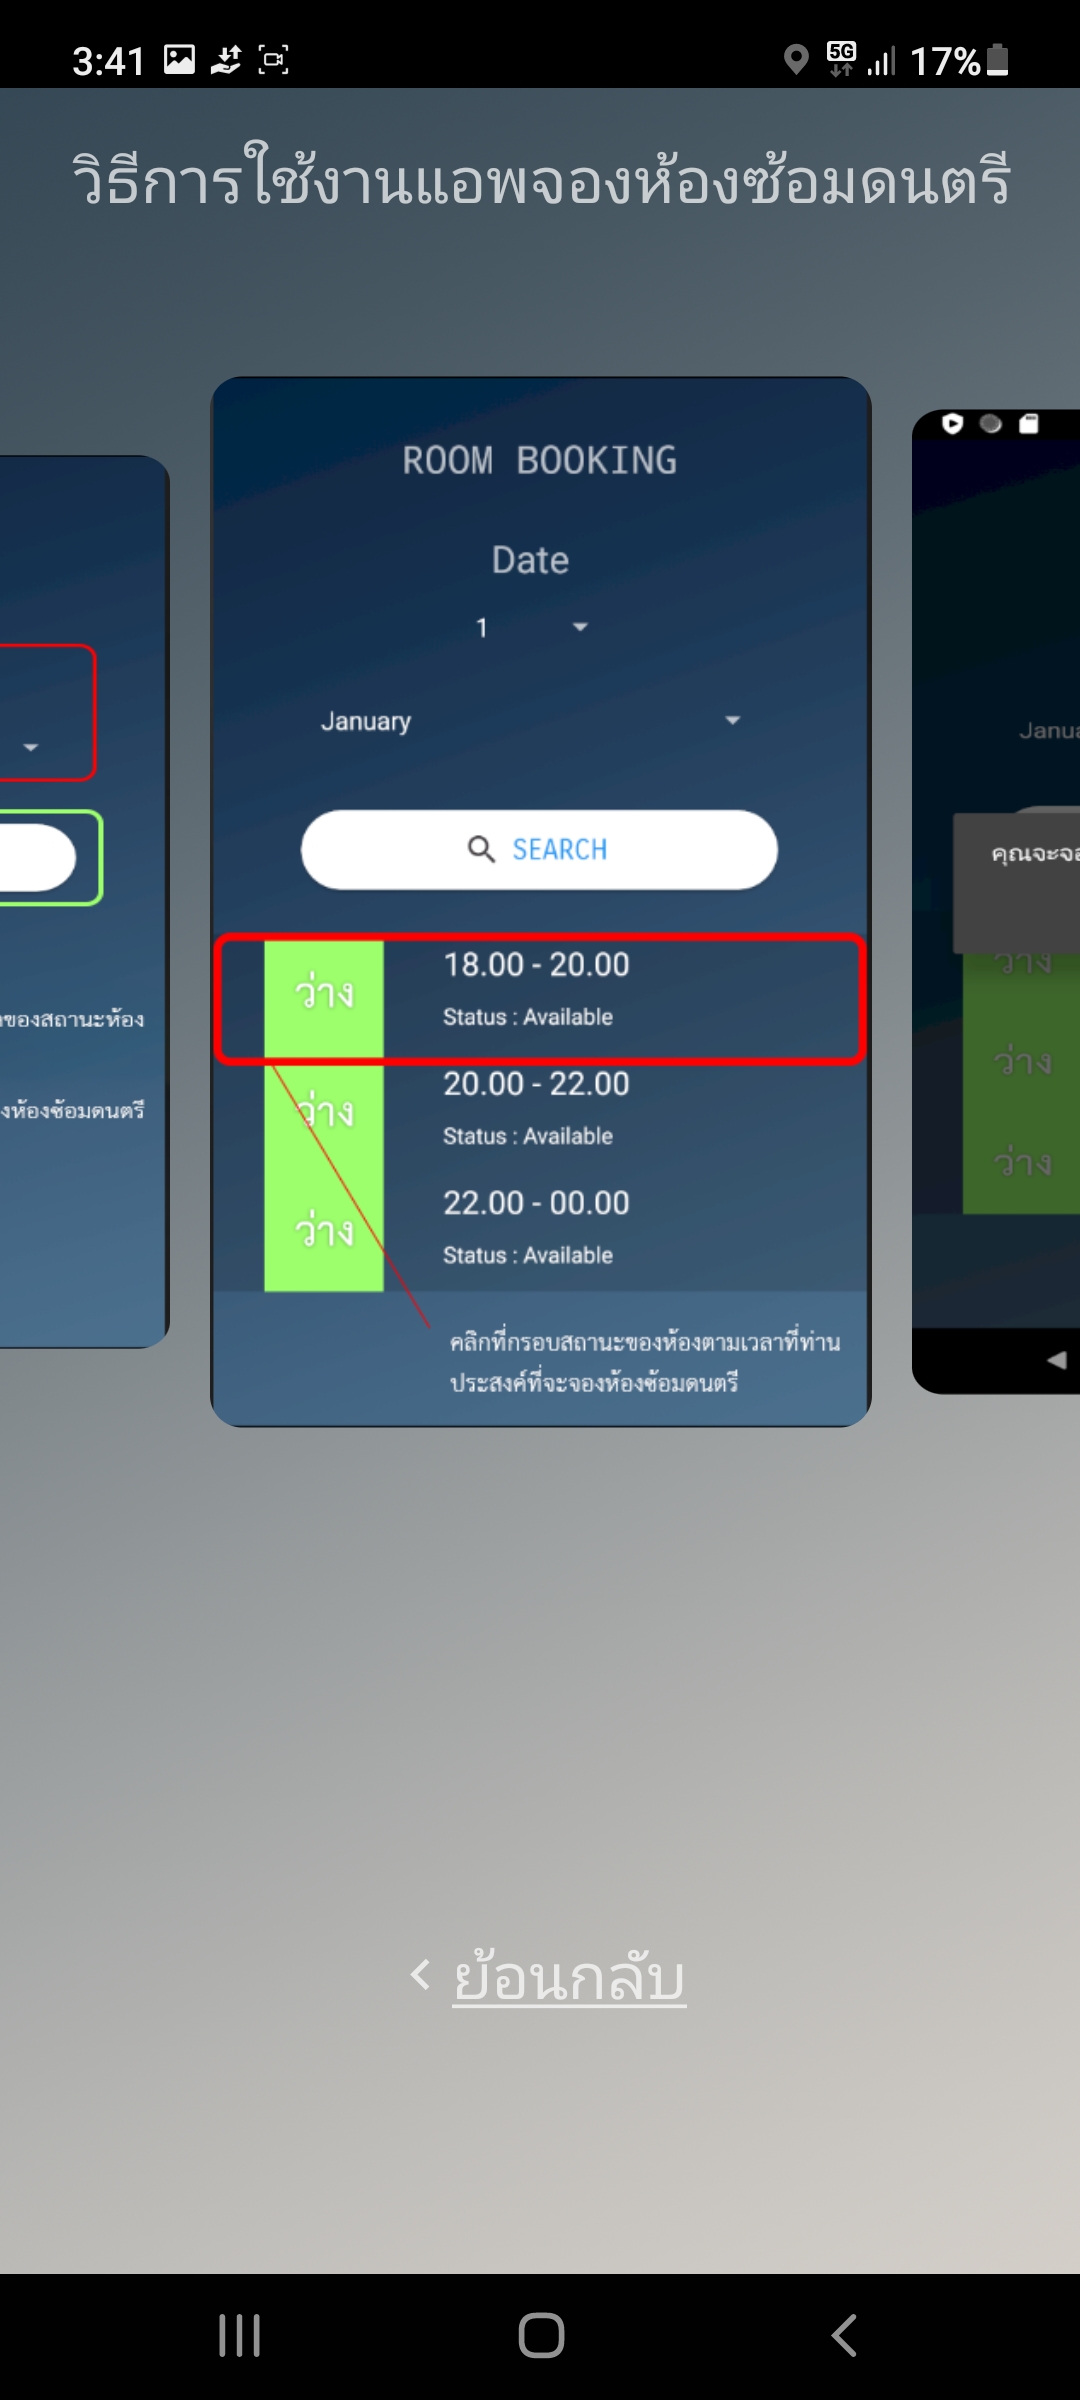 3:41
5G
17%
วิธีการใช้งานแอพจองห้องซ้อมดนตรี
ROOM BOOKING
Date
1
January
SEARCH
ว่าง
18.00 - 20.00
Status : Available
ว่าง
20.00 - 22.00
Status : Available
ว่าง
22.00 - 00.00
Status : Available
คลิกที่กรอบสถานะของห้องตามเวลาที่ท่าน
ประสงค์ที่จะจองห้องซ้อมดนตรี
ของสถานะห้อง
งห้องซ้อมดนตรี
Janua
คุณจะจอ
ว่าง
ว่าง
ว่าง
ย้อนกลับ